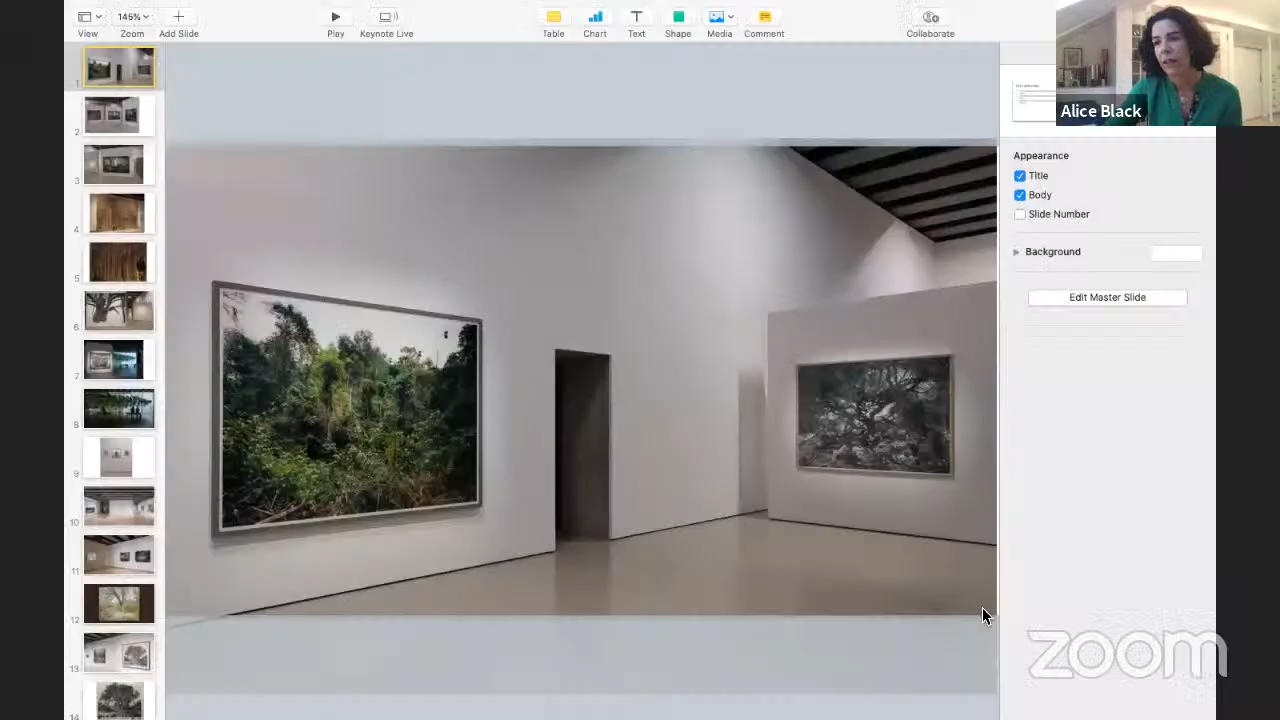 145%
View
Zoom
Add Slide
Play
Keynote Live
Table
Chart
Text
Shape
Media
Comment
Collaborate
Alice Black
1
2
3
4
5
6
7
8
9
10
11
12
13
14
Appearance
Title
Body
Slide Number
Background
Edit Master Slide
zoom